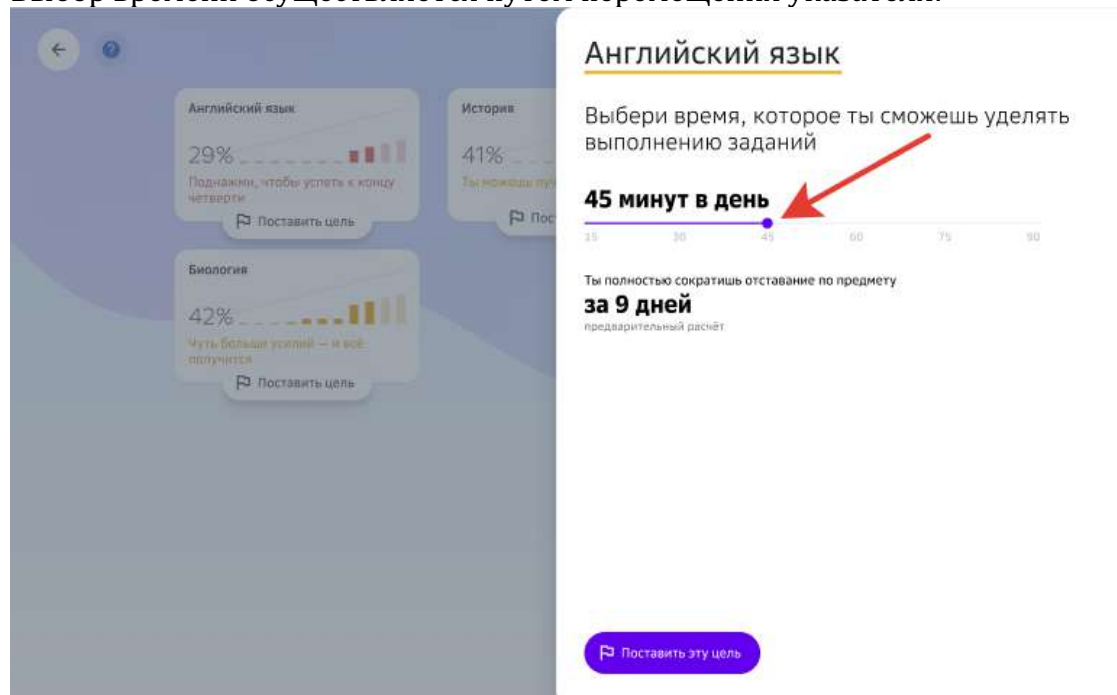 Выбор времени осуществляется путем перемещения указателя.
Английский язык
29%
Поднажми, чтобы успеть к концу
четверти
Поставить цель
История
41%
Ты можешь
Биология
42%
Чуть больше усилий — и всё
получится
Поставить цель
Английский язык
Выбери время, которое ты сможешь уделять
выполнению заданий
45 минут в день
15 30 45 60 75 90
Ты полностью сократишь отставание по предмету
за 9 дней
предварительный расчёт
Поставить эту цель